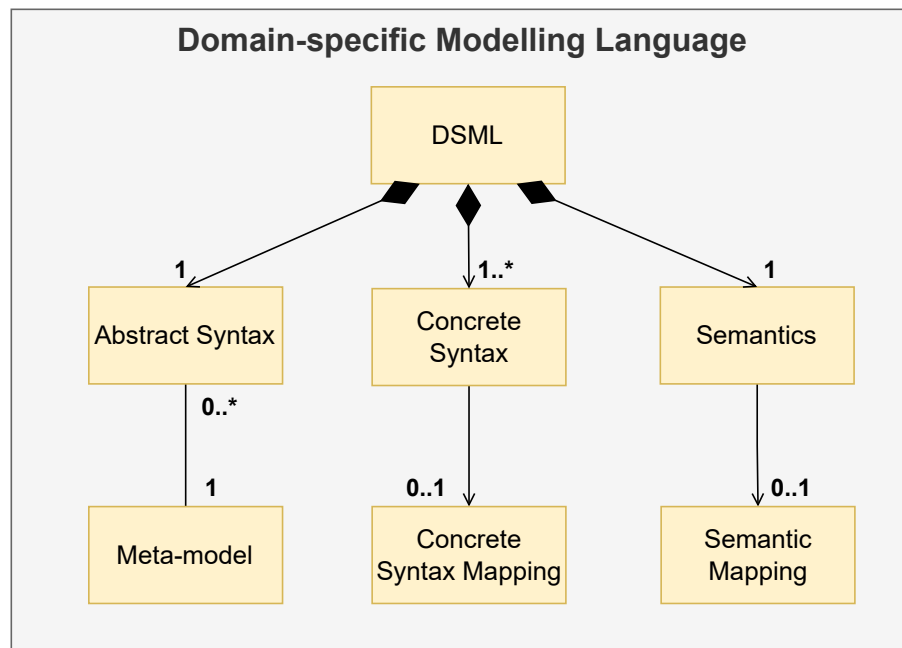 Domain-specific Modelling Language
DSML
1
1..*
1
Abstract Syntax
Concrete
Syntax
Semantics
0..*
1
0..1
0..1
Meta-model
Concrete
Syntax Mapping
Semantic
Mapping